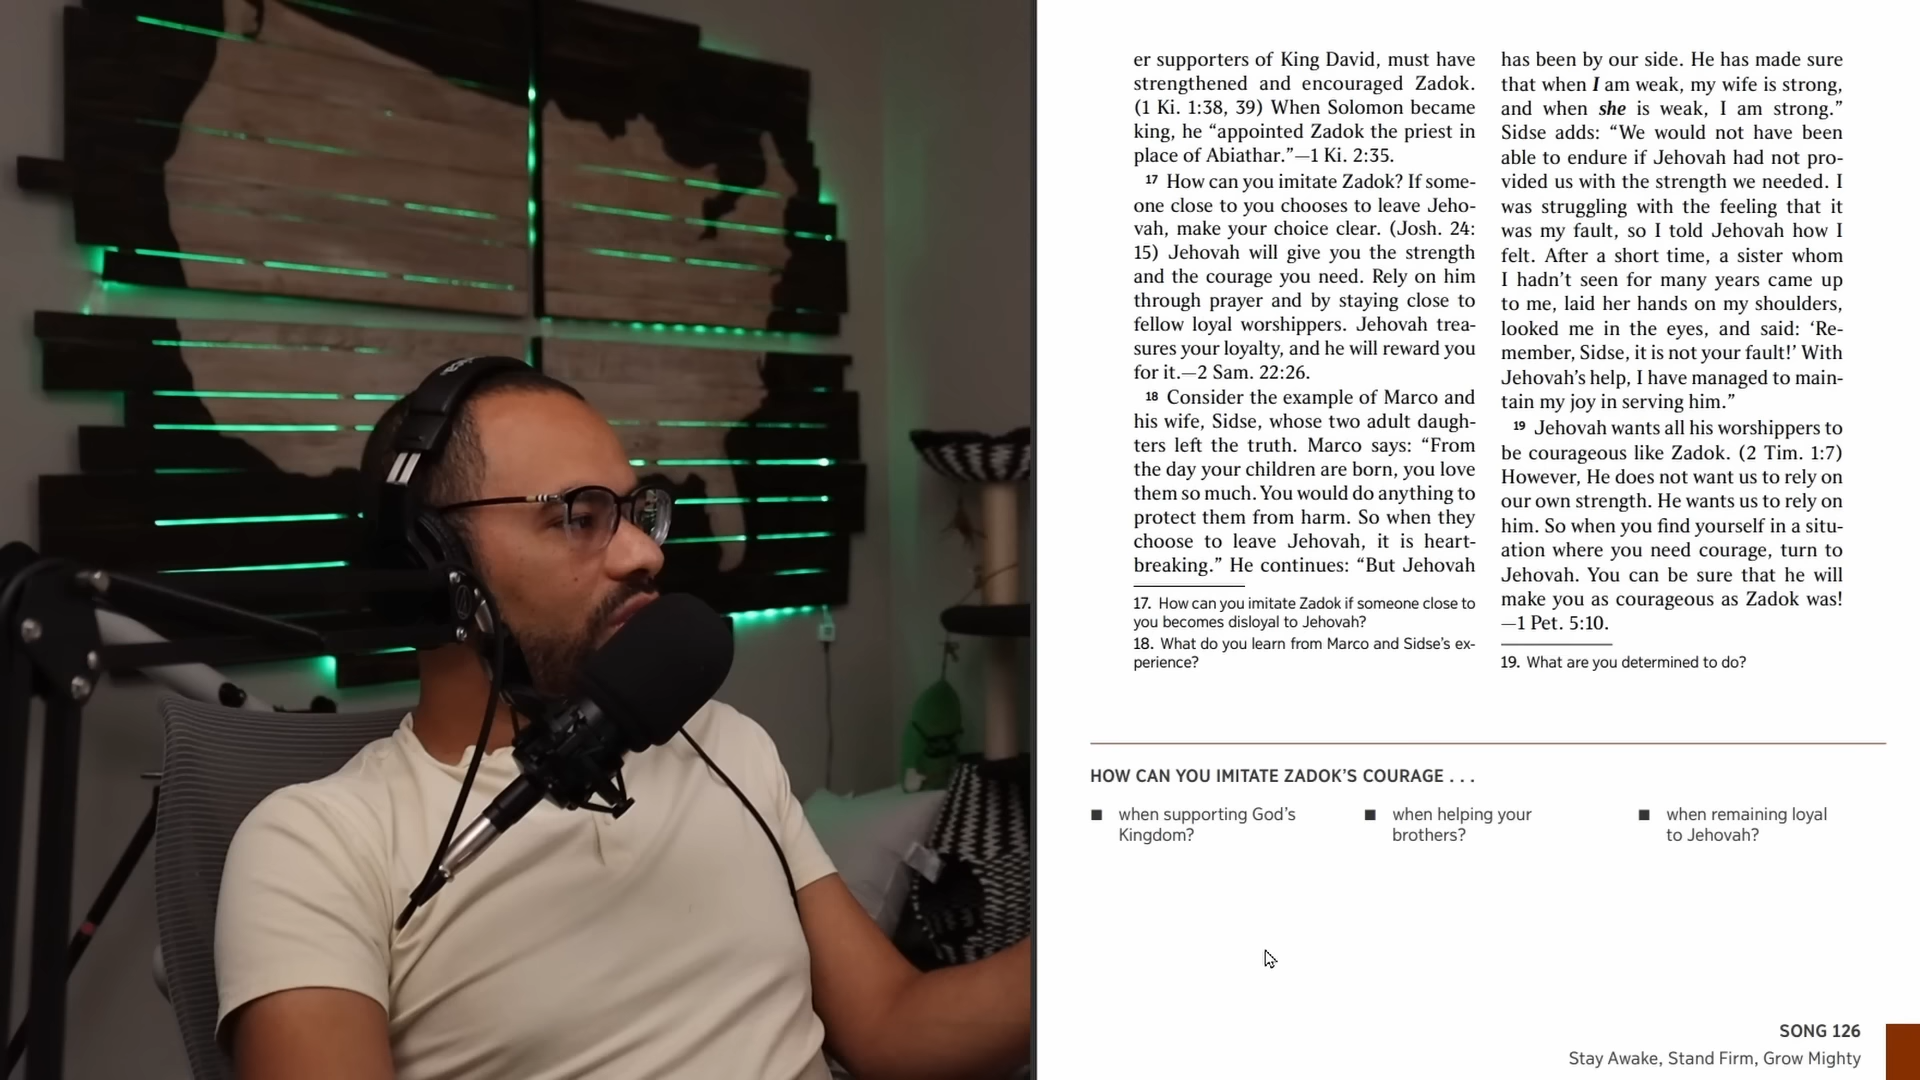 er supporters of King David, must have
strengthened and encouraged Zadok.
(1 Ki. 1:38, 39) When Solomon became
king, he “appointed Zadok the priest in
place of Abiathar.”—1 Ki. 2:35.
17 How can you imitate Zadok? If some-
one close to you chooses to leave Jeho-
vah, make your choice clear. (Josh. 24:
15) Jehovah will give you the strength
and the courage you need. Rely on him
through prayer and by staying close to
fellow loyal worshippers. Jehovah trea-
sures your loyalty, and he will reward you
for it.—2 Sam. 22:26.
18 Consider the example of Marco and
his wife, Sidse, whose two adult daugh-
ters left the truth. Marco says: “From
the day your children are born, you love
them so much. You would do anything to
protect them from harm. So when they
choose to leave Jehovah, it is heart-
breaking.” He continues: “But Jehovah
17. How can you imitate Zadok if someone close to
you becomes disloyal to Jehovah?
18. What do you learn from Marco and Sidse’s ex-
perience?
has been by our side. He has made sure
that when I am weak, my wife is strong,
and when she is weak, I am strong.”
Sidse adds: “We would not have been
able to endure if Jehovah had not pro-
vided us with the strength we needed. I
was struggling with the feeling that it
was my fault, so I told Jehovah how I
felt. After a short time, a sister whom
I hadn’t seen for many years came up
to me, laid her hands on my shoulders,
looked me in the eyes, and said: ‘Re-
member, Sidse, it is not your fault!’ With
Jehovah’s help, I have managed to main-
tain my joy in serving him.”
19 Jehovah wants all his worshippers to
be courageous like Zadok. (2 Tim. 1:7)
However, He does not want us to rely on
our own strength. He wants us to rely on
him. So when you find yourself in a situ-
ation where you need courage, turn to
Jehovah. You can be sure that he will
make you as courageous as Zadok was!
—1 Pet. 5:10.
19. What are you determined to do?
HOW CAN YOU IMITATE ZADOK’S COURAGE . . .
■ when supporting God’s
Kingdom?
■ when helping your
brothers?
■ when remaining loyal
to Jehovah?
SONG 126
Stay Awake, Stand Firm, Grow Mighty